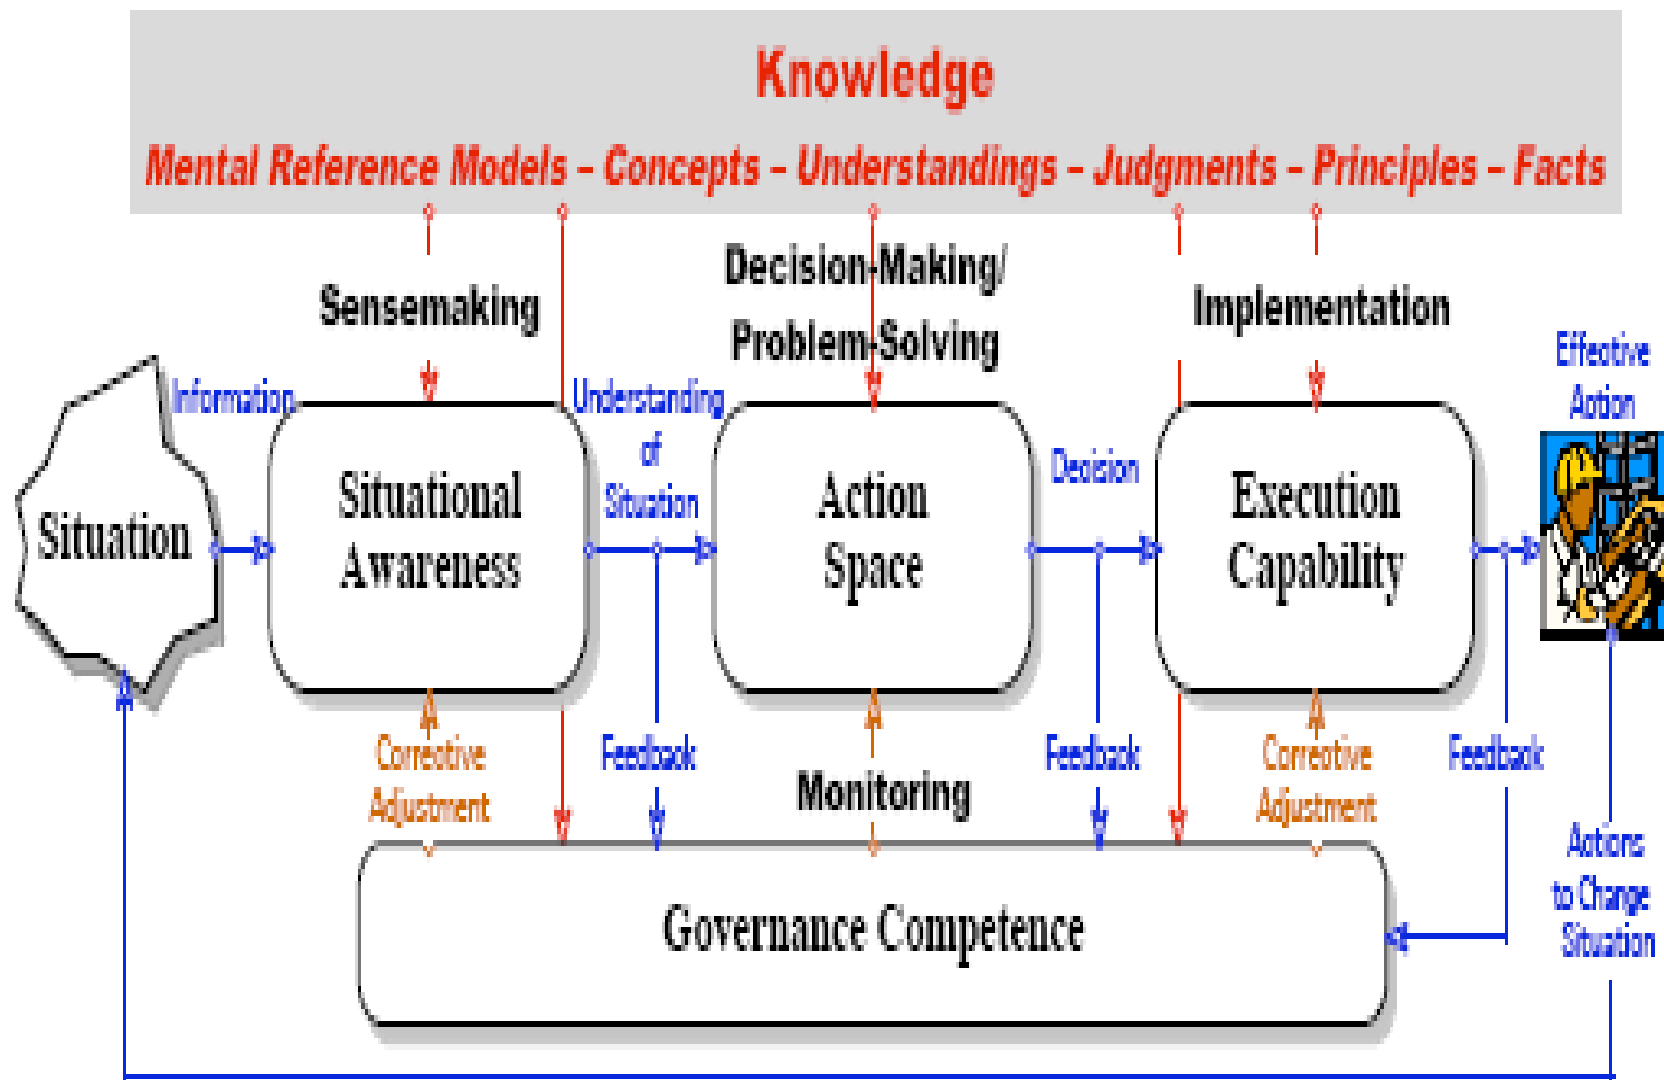 Knowledge
Mental Reference Models – Concepts – Understandings – Judgments – Principles – Facts
Sensemaking
Decision-Making/
Problem-Solving
Implementation
Effective
Action
Information
Understanding
of
Situation
Decision
Situation
Situational
Awareness
Action
Space
Execution
Capability
Corrective
Adjustment
Feedback
Monitoring
Feedback
Corrective
Adjustment
Feedback
Actions
to Change
Situation
Governance Competence